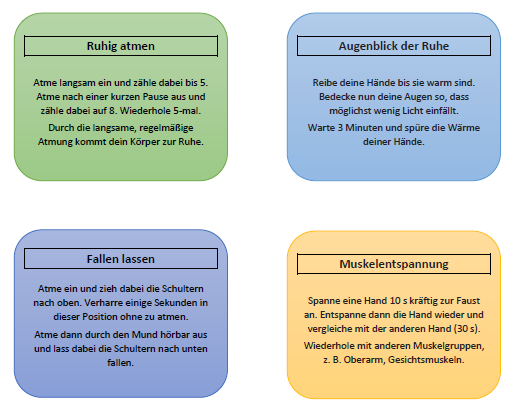 Ruhig atmen
Atme langsam ein und zähle dabei bis 5.
Atme nach einer kurzen Pause aus und
zähle dabei auf 8. Wiederhole 5-mal.
Durch die langsame, regelmäßige
Atmung kommt dein Körper zur Ruhe.
Augenblick der Ruhe
Reibe deine Hände bis sie warm sind.
Bedecke nun deine Augen so, dass
möglichst wenig Licht einfällt.
Warte 3 Minuten und spüre die Wärme
deiner Hände.
Fallen lassen
Atme ein und zieh dabei die Schultern
nach oben. Verharre einige Sekunden in
dieser Position ohne zu atmen.
Atme dann durch den Mund hörbar aus
und lass dabei die Schultern nach unten
fallen.
Muskelentspannung
Spanne eine Hand 10 s kräftig zur Faust
an. Entspanne dann die Hand wieder und
vergleiche mit der anderen Hand (30 s).
Wiederhole mit anderen Muskelgruppen,
z. B. Oberarm, Gesichtsmuskeln.